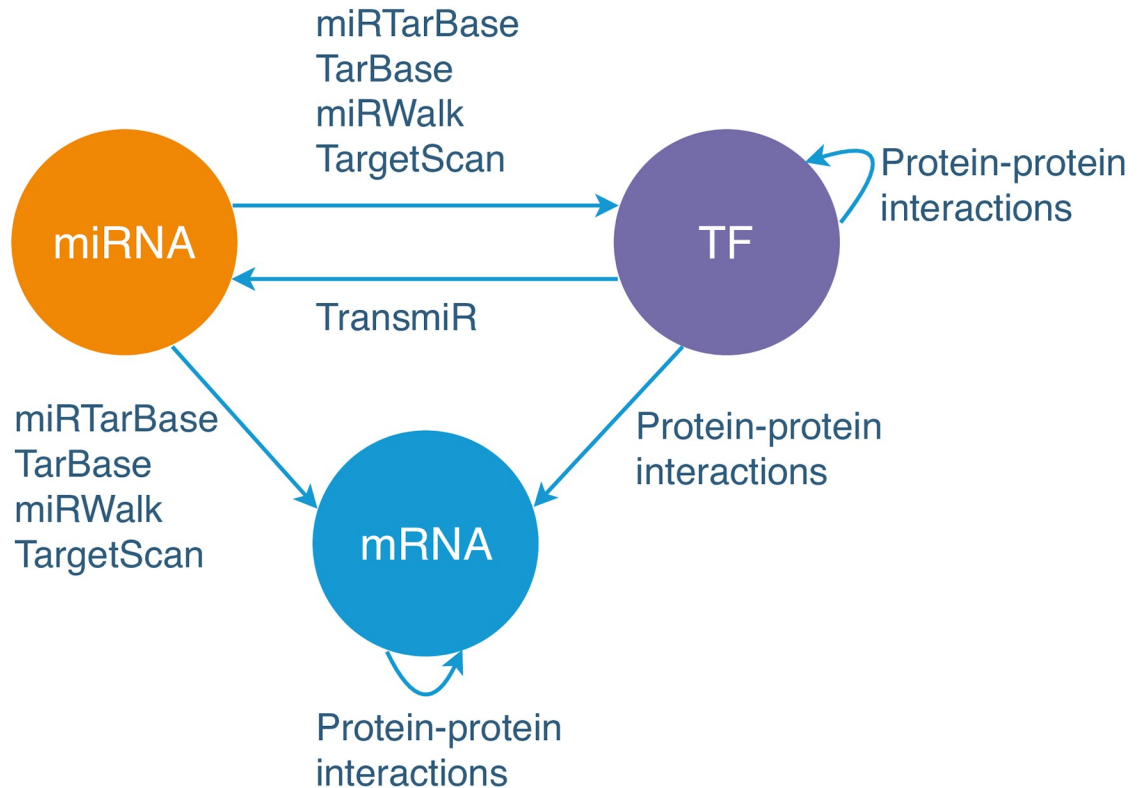 miRTarBase
TarBase
miRWalk
TargetScan
miRNA
TF
Protein-protein
interactions
TransmiR
miRTarBase
TarBase
miRWalk
TargetScan
Protein-protein
interactions
mRNA
Protein-protein
interactions